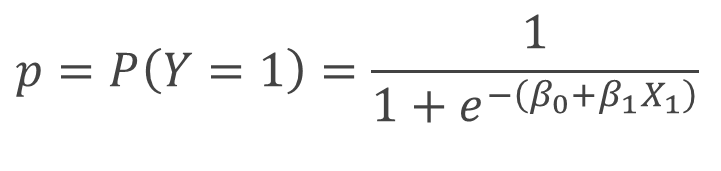 p = P(Y = 1) = 1 / (1 + e^−(β₀+β₁X₁))